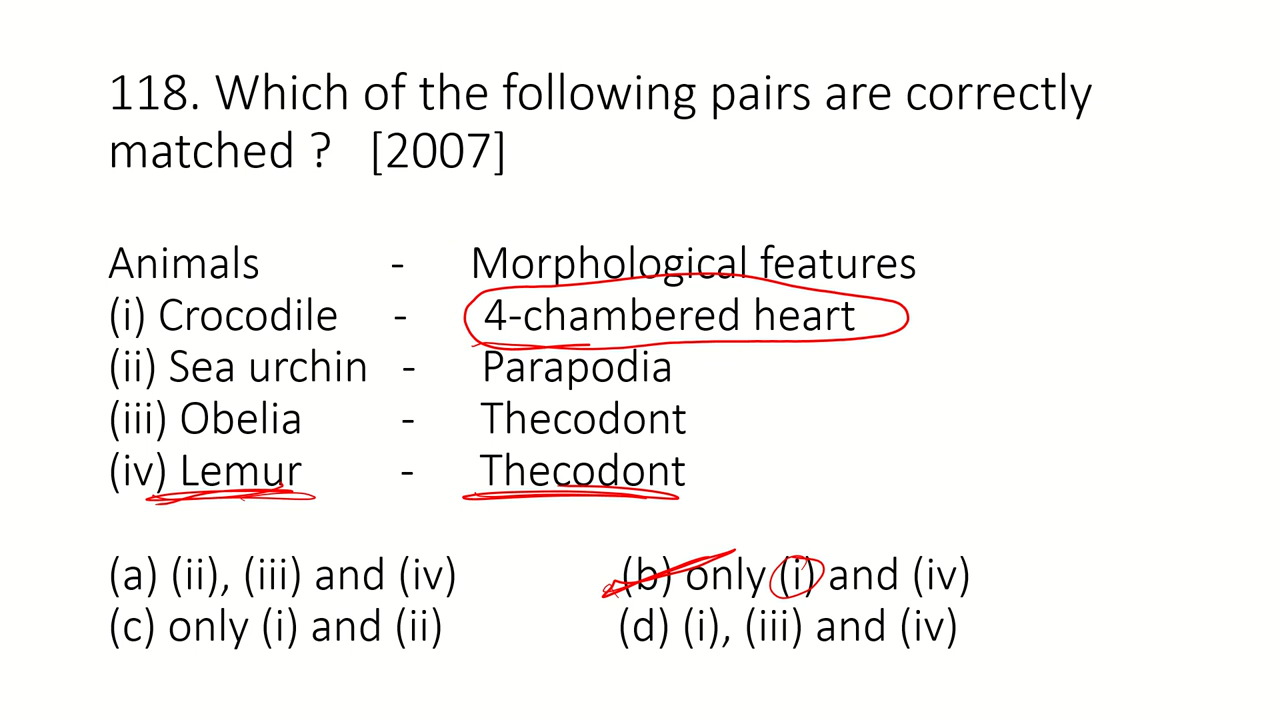 118. Which of the following pairs are correctly
matched ? [2007]
Animals - Morphological features
(i) Crocodile - 4-chambered heart
(ii) Sea urchin - Parapodia
(iii) Obelia - Thecodont
(iv) Lemur - Thecodont
(a) (ii), (iii) and (iv) (b) only (i) and (iv)
(c) only (i) and (ii) (d) (i), (iii) and (iv)